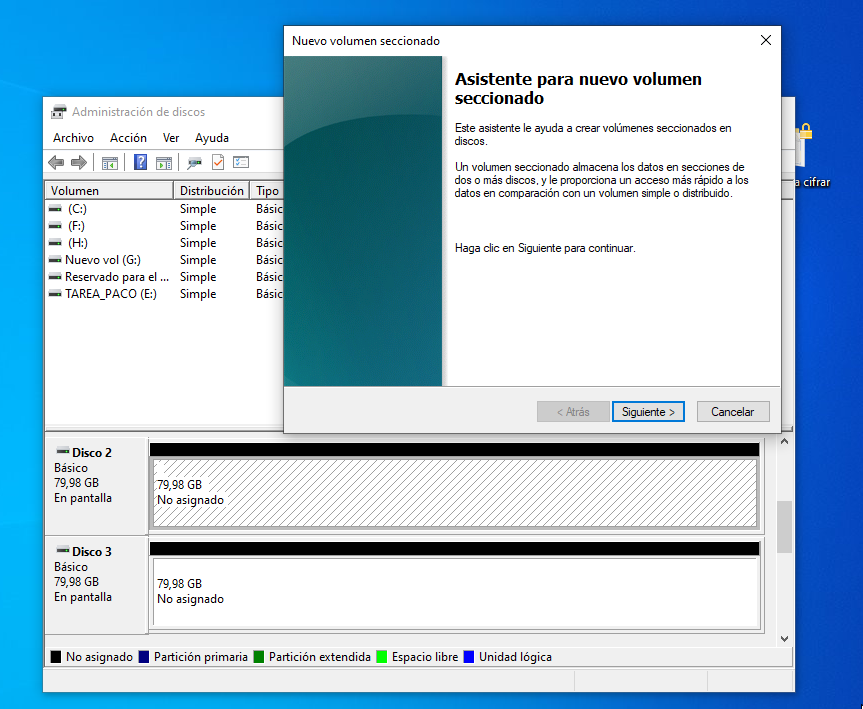 Nuevo volumen seccionado
Asistente para nuevo volumen
seccionado
Este asistente le ayuda a crear volúmenes seccionados en
discos.
Un volumen seccionado almacena los datos en secciones de
dos o más discos, y le proporciona un acceso más rápido a los
datos en comparación con un volumen simple o distribuido.
Haga clic en Siguiente para continuar.
< Atrás
Siguiente >
Cancelar
a cifrar
Administración de discos
Archivo Acción Ver Ayuda
Volumen Distribución Tipo
(C:) Simple Básic
(F:) Simple Básic
(H:) Simple Básic
Nuevo vol (G:) Simple Básic
Reservado para el ... Simple Básic
TAREA_PACO (E:) Simple Básic
Disco 2
Básico
79,98 GB
En pantalla
79,98 GB
No asignado
Disco 3
Básico
79,98 GB
En pantalla
79,98 GB
No asignado
No asignado Partición primaria Partición extendida Espacio libre Unidad lógica